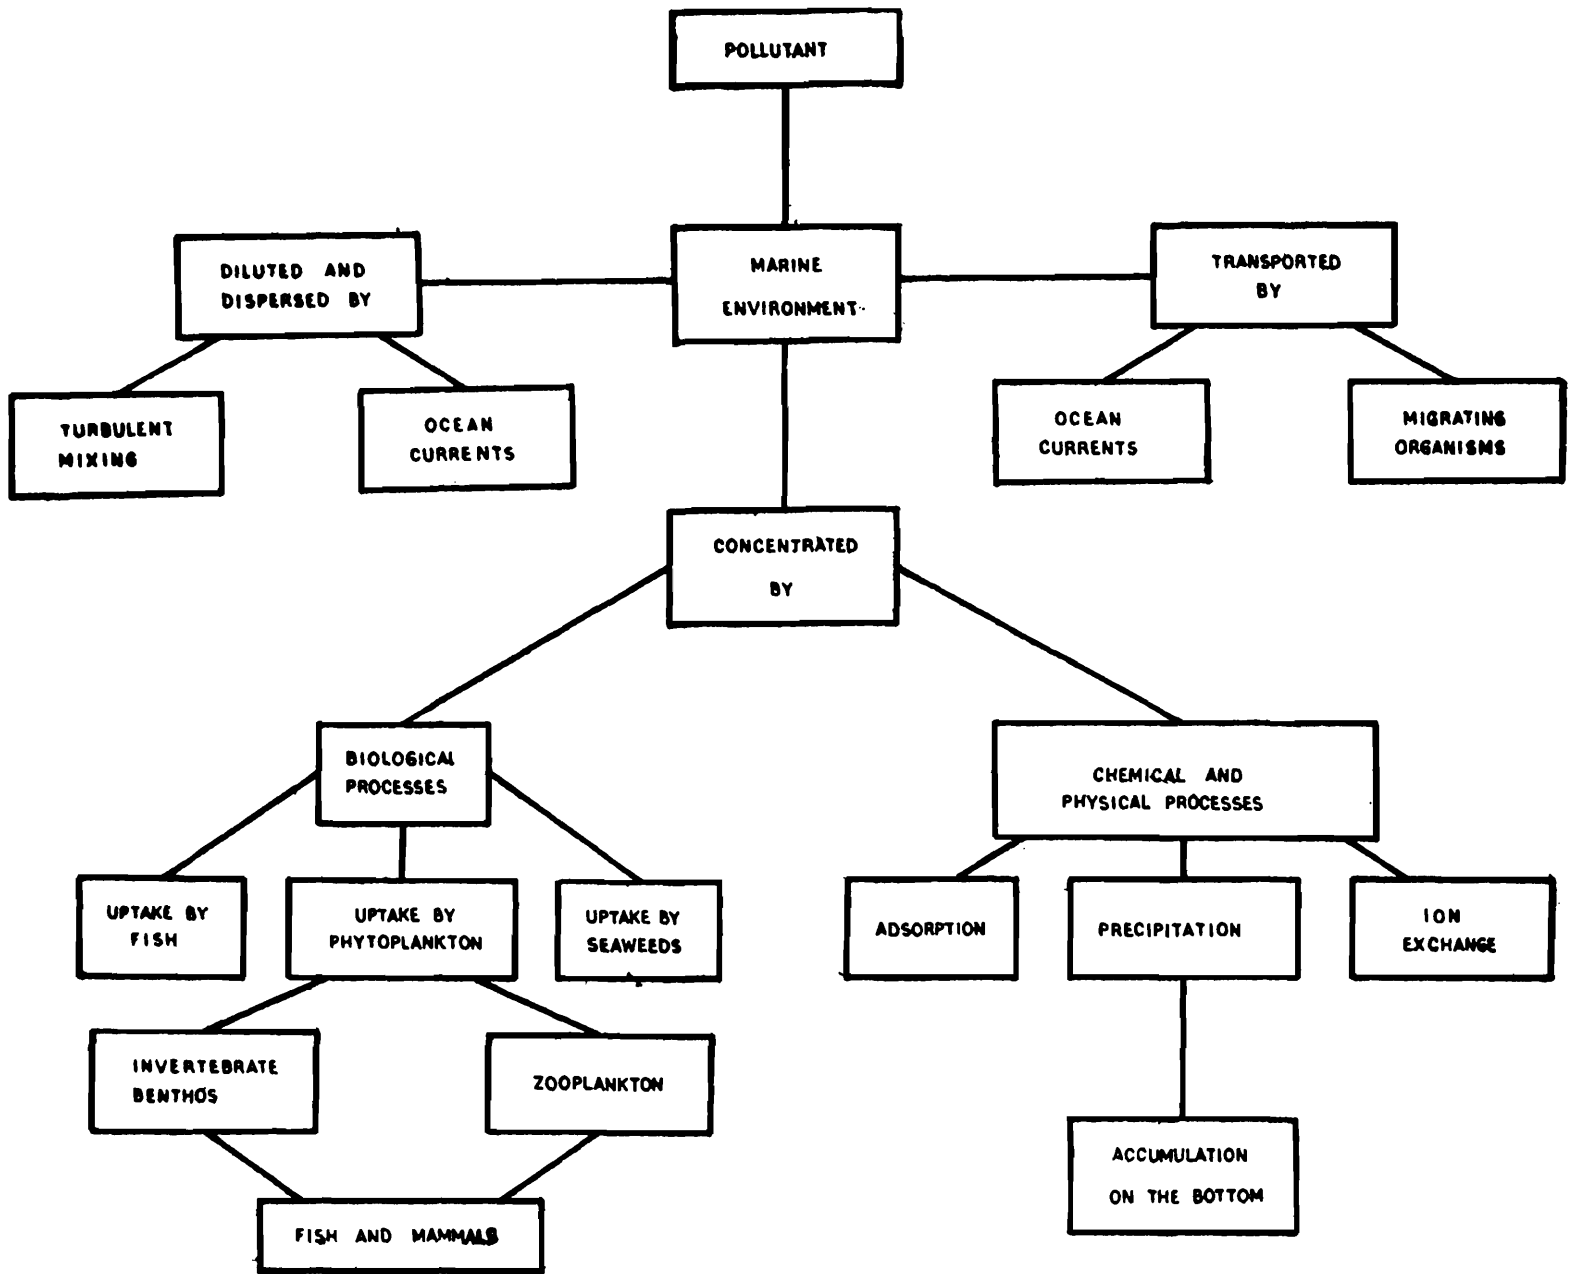 POLLUTANT
DILUTED AND
DISPERSED BY
MARINE
ENVIRONMENT
TRANSPORTED
BY
TURBULENT
MIXING
OCEAN
CURRENTS
OCEAN
CURRENTS
MIGRATING
ORGANISMS
CONCENTRATED
BY
BIOLOGICAL
PROCESSES
CHEMICAL AND
PHYSICAL PROCESSES
UPTAKE BY
FISH
UPTAKE BY
PHYTOPLANKTON
UPTAKE BY
SEAWEEDS
ADSORPTION
PRECIPITATION
ION
EXCHANGE
INVERTEBRATE
BENTHOS
ZOOPLANKTON
ACCUMULATION
ON THE BOTTOM
FISH AND MAMMALS